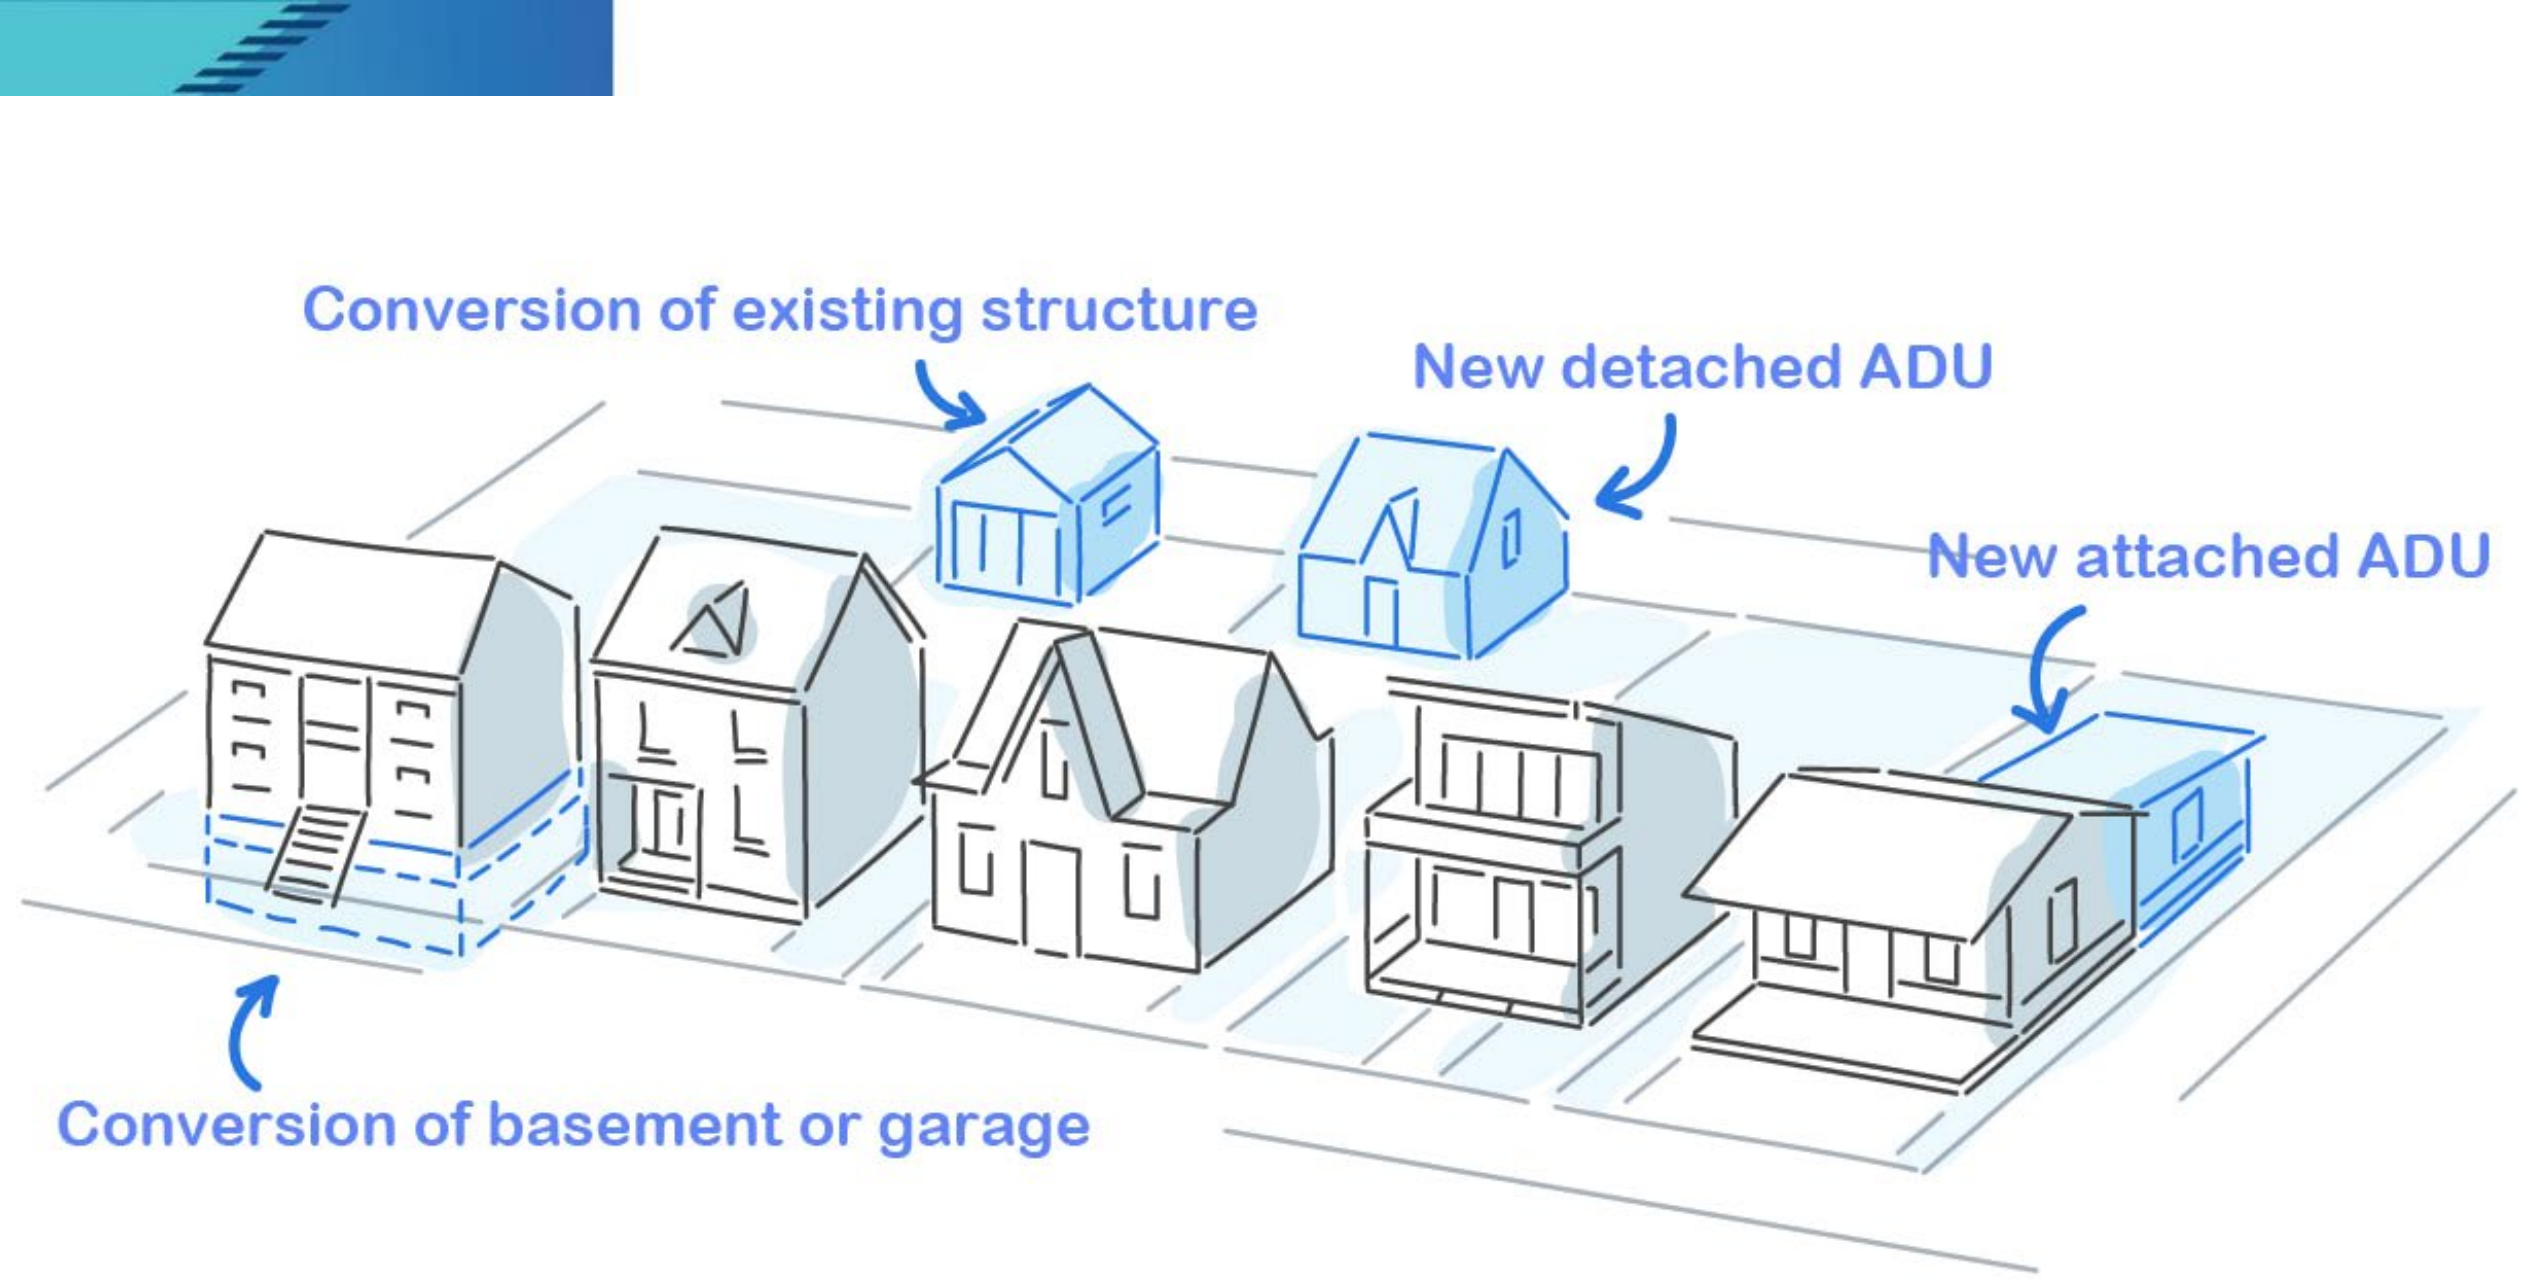 Conversion of existing structure
New detached ADU
New attached ADU
Conversion of basement or garage